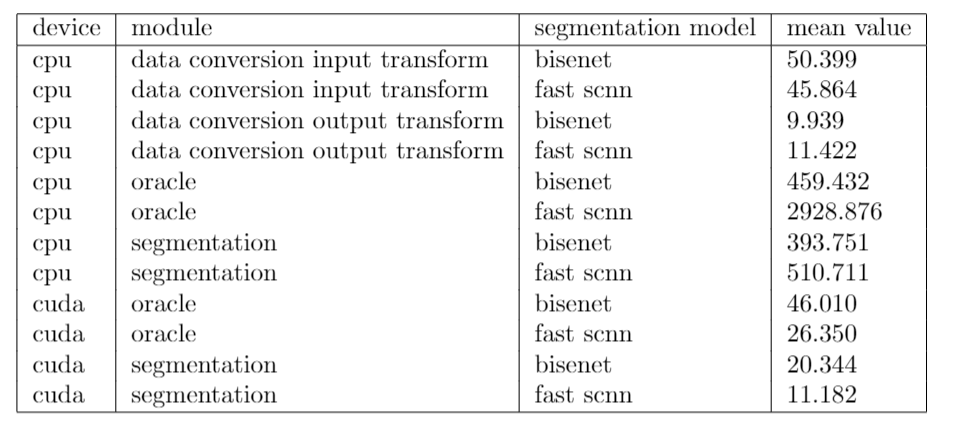 device module segmentation model mean value
cpu data conversion input transform bisenet 50.399
cpu data conversion input transform fast scnn 45.864
cpu data conversion output transform bisenet 9.939
cpu data conversion output transform fast scnn 11.422
cpu oracle bisenet 459.432
cpu oracle fast scnn 2928.876
cpu segmentation bisenet 393.751
cpu segmentation fast scnn 510.711
cuda oracle bisenet 46.010
cuda oracle fast scnn 26.350
cuda segmentation bisenet 20.344
cuda segmentation fast scnn 11.182